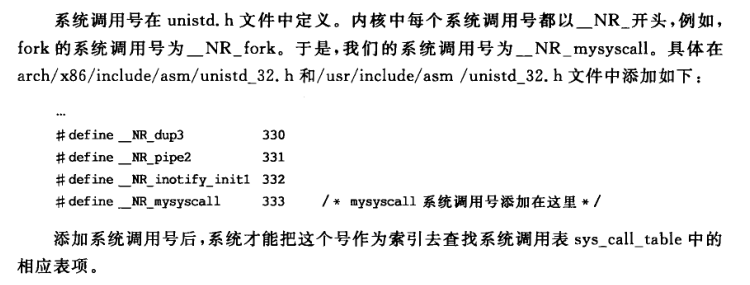 系统调用号在 unistd.h 文件中定义。内核中每个系统调用号都以__NR_开头,例如,
fork 的系统调用号为__NR_fork。于是,我们的系统调用号为__NR_mysyscall。具体在
arch/x86/include/asm/unistd_32.h 和/usr/include/asm /unistd_32.h 文件中添加如下:
…
# define __NR_dup3 330
# define __NR_pipe2 331
# define __NR_inotify_init1 332
# define __NR_mysyscall 333 /* mysyscall 系统调用号添加在这里 */
添加系统调用号后,系统才能把这个号作为索引去查找系统调用表 sys_call_table 中的
相应表项。